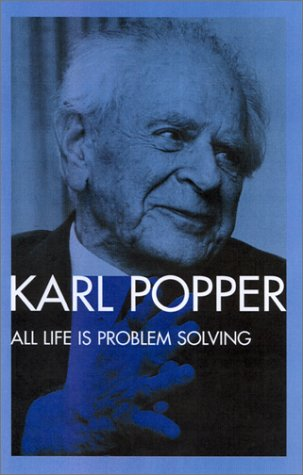 KARL POPPER
ALL LIFE IS PROBLEM SOLVING